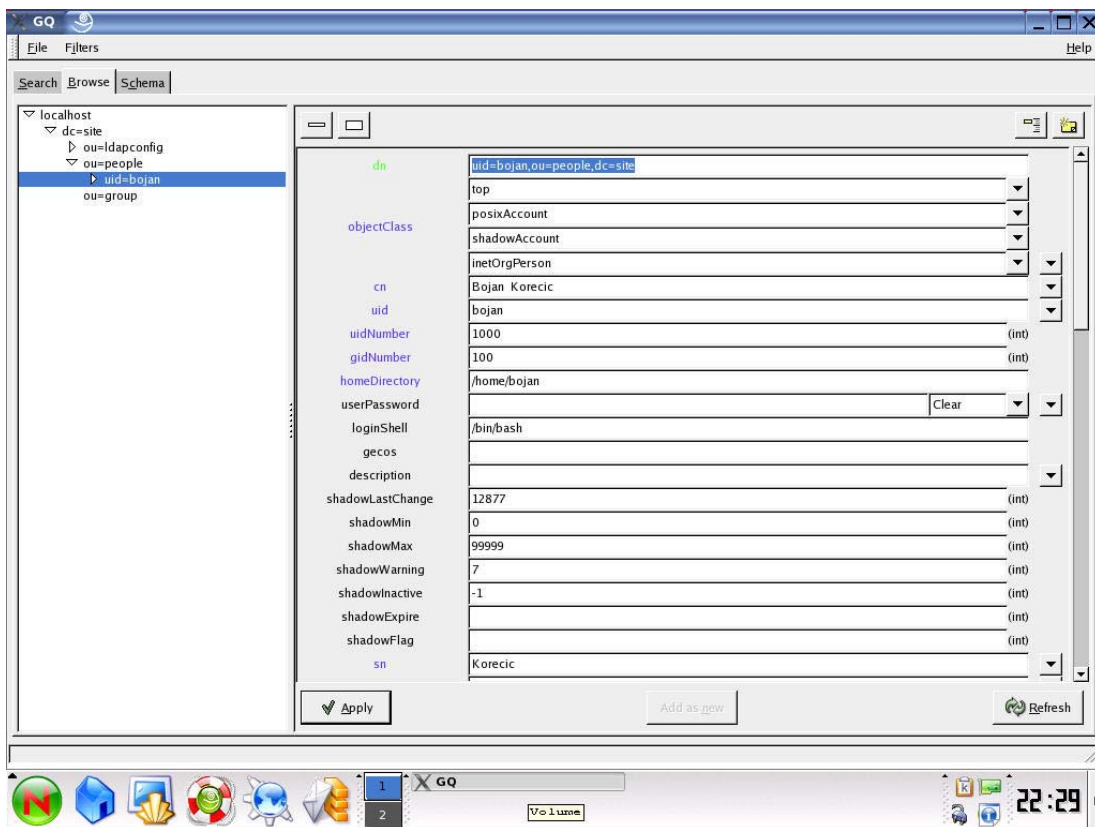 GQ
File Filters Help
Search Browse Schema
localhost
dc=site
ou=ldapconfig
ou=people
uid=bojan
ou=group
dn uid=bojan,ou=people,dc=site
objectClass top
posixAccount
shadowAccount
inetOrgPerson
cn Bojan Korecic
uid bojan
uidNumber 1000 (int)
gidNumber 100 (int)
homeDirectory /home/bojan
userPassword Clear
loginShell /bin/bash
gecos
description
shadowLastChange 12877 (int)
shadowMin 0 (int)
shadowMax 99999 (int)
shadowWarning 7 (int)
shadowInactive -1 (int)
shadowExpire (int)
shadowFlag (int)
sn Korecic
Apply Add as new Refresh
N 1 GQ k 22:29
2 Volume